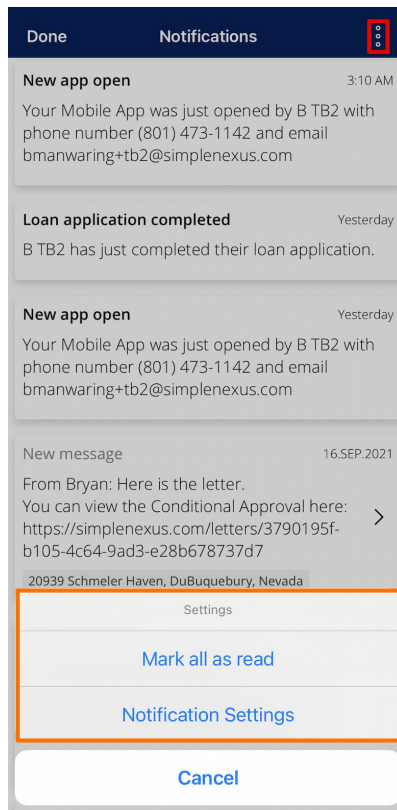 Done Notifications
New app open 3:10 AM
Your Mobile App was just opened by B TB2 with
phone number (801) 473-1142 and email
bmanwaring+tb2@simplenexus.com
Loan application completed Yesterday
B TB2 has just completed their loan application.
New app open Yesterday
Your Mobile App was just opened by B TB2 with
phone number (801) 473-1142 and email
bmanwaring+tb2@simplenexus.com
New message 16.SEP.2021
From Bryan: Here is the letter.
You can view the Conditional Approval here:
https://simplenexus.com/letters/3790195f-
b105-4c64-9ad3-e28b678737d7
20939 Schmeler Haven, DuBuquebury, Nevada
Settings
Mark all as read
Notification Settings
Cancel